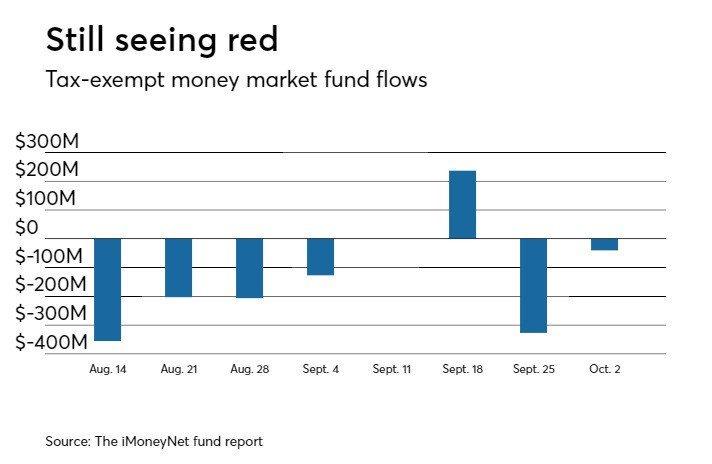 Still seeing red
Tax-exempt money market fund flows
$300M
$200M
$100M
$0
$-100M
$-200M
$-300M
$-400M
Aug. 14 Aug. 21 Aug. 28 Sept. 4 Sept. 11 Sept. 18 Sept. 25 Oct. 2
Source: The iMoneyNet fund report